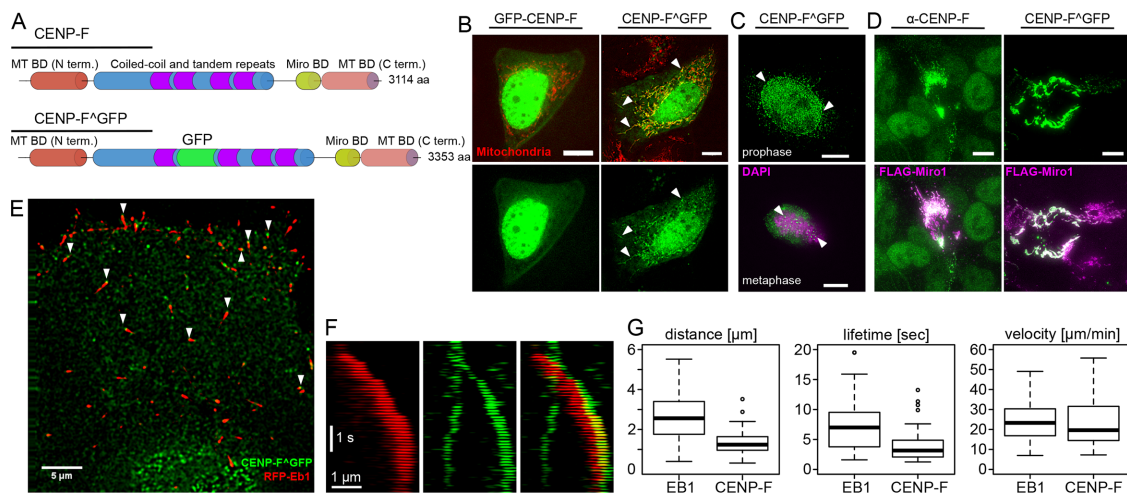 A
CENP-F
MT BD (N term.) Coiled-coil and tandem repeats Miro BD MT BD (C term.)
3114 aa
CENP-F^GFP
MT BD (N term.) GFP Miro BD MT BD (C term.)
3353 aa
B
GFP-CENP-F CENP-F^GFP
Mitochondria
C
CENP-F^GFP
prophase
DAPI
metaphase
D
α-CENP-F CENP-F^GFP
FLAG-Miro1 FLAG-Miro1
E
5 µm
CENP-F^GFP
RFP-Eb1
F
1 s
1 µm
G
distance [µm]
6
4
2
0
EB1 CENP-F
lifetime [sec]
20
15
10
5
0
EB1 CENP-F
velocity [µm/min]
60
50
40
30
20
10
0
EB1 CENP-F